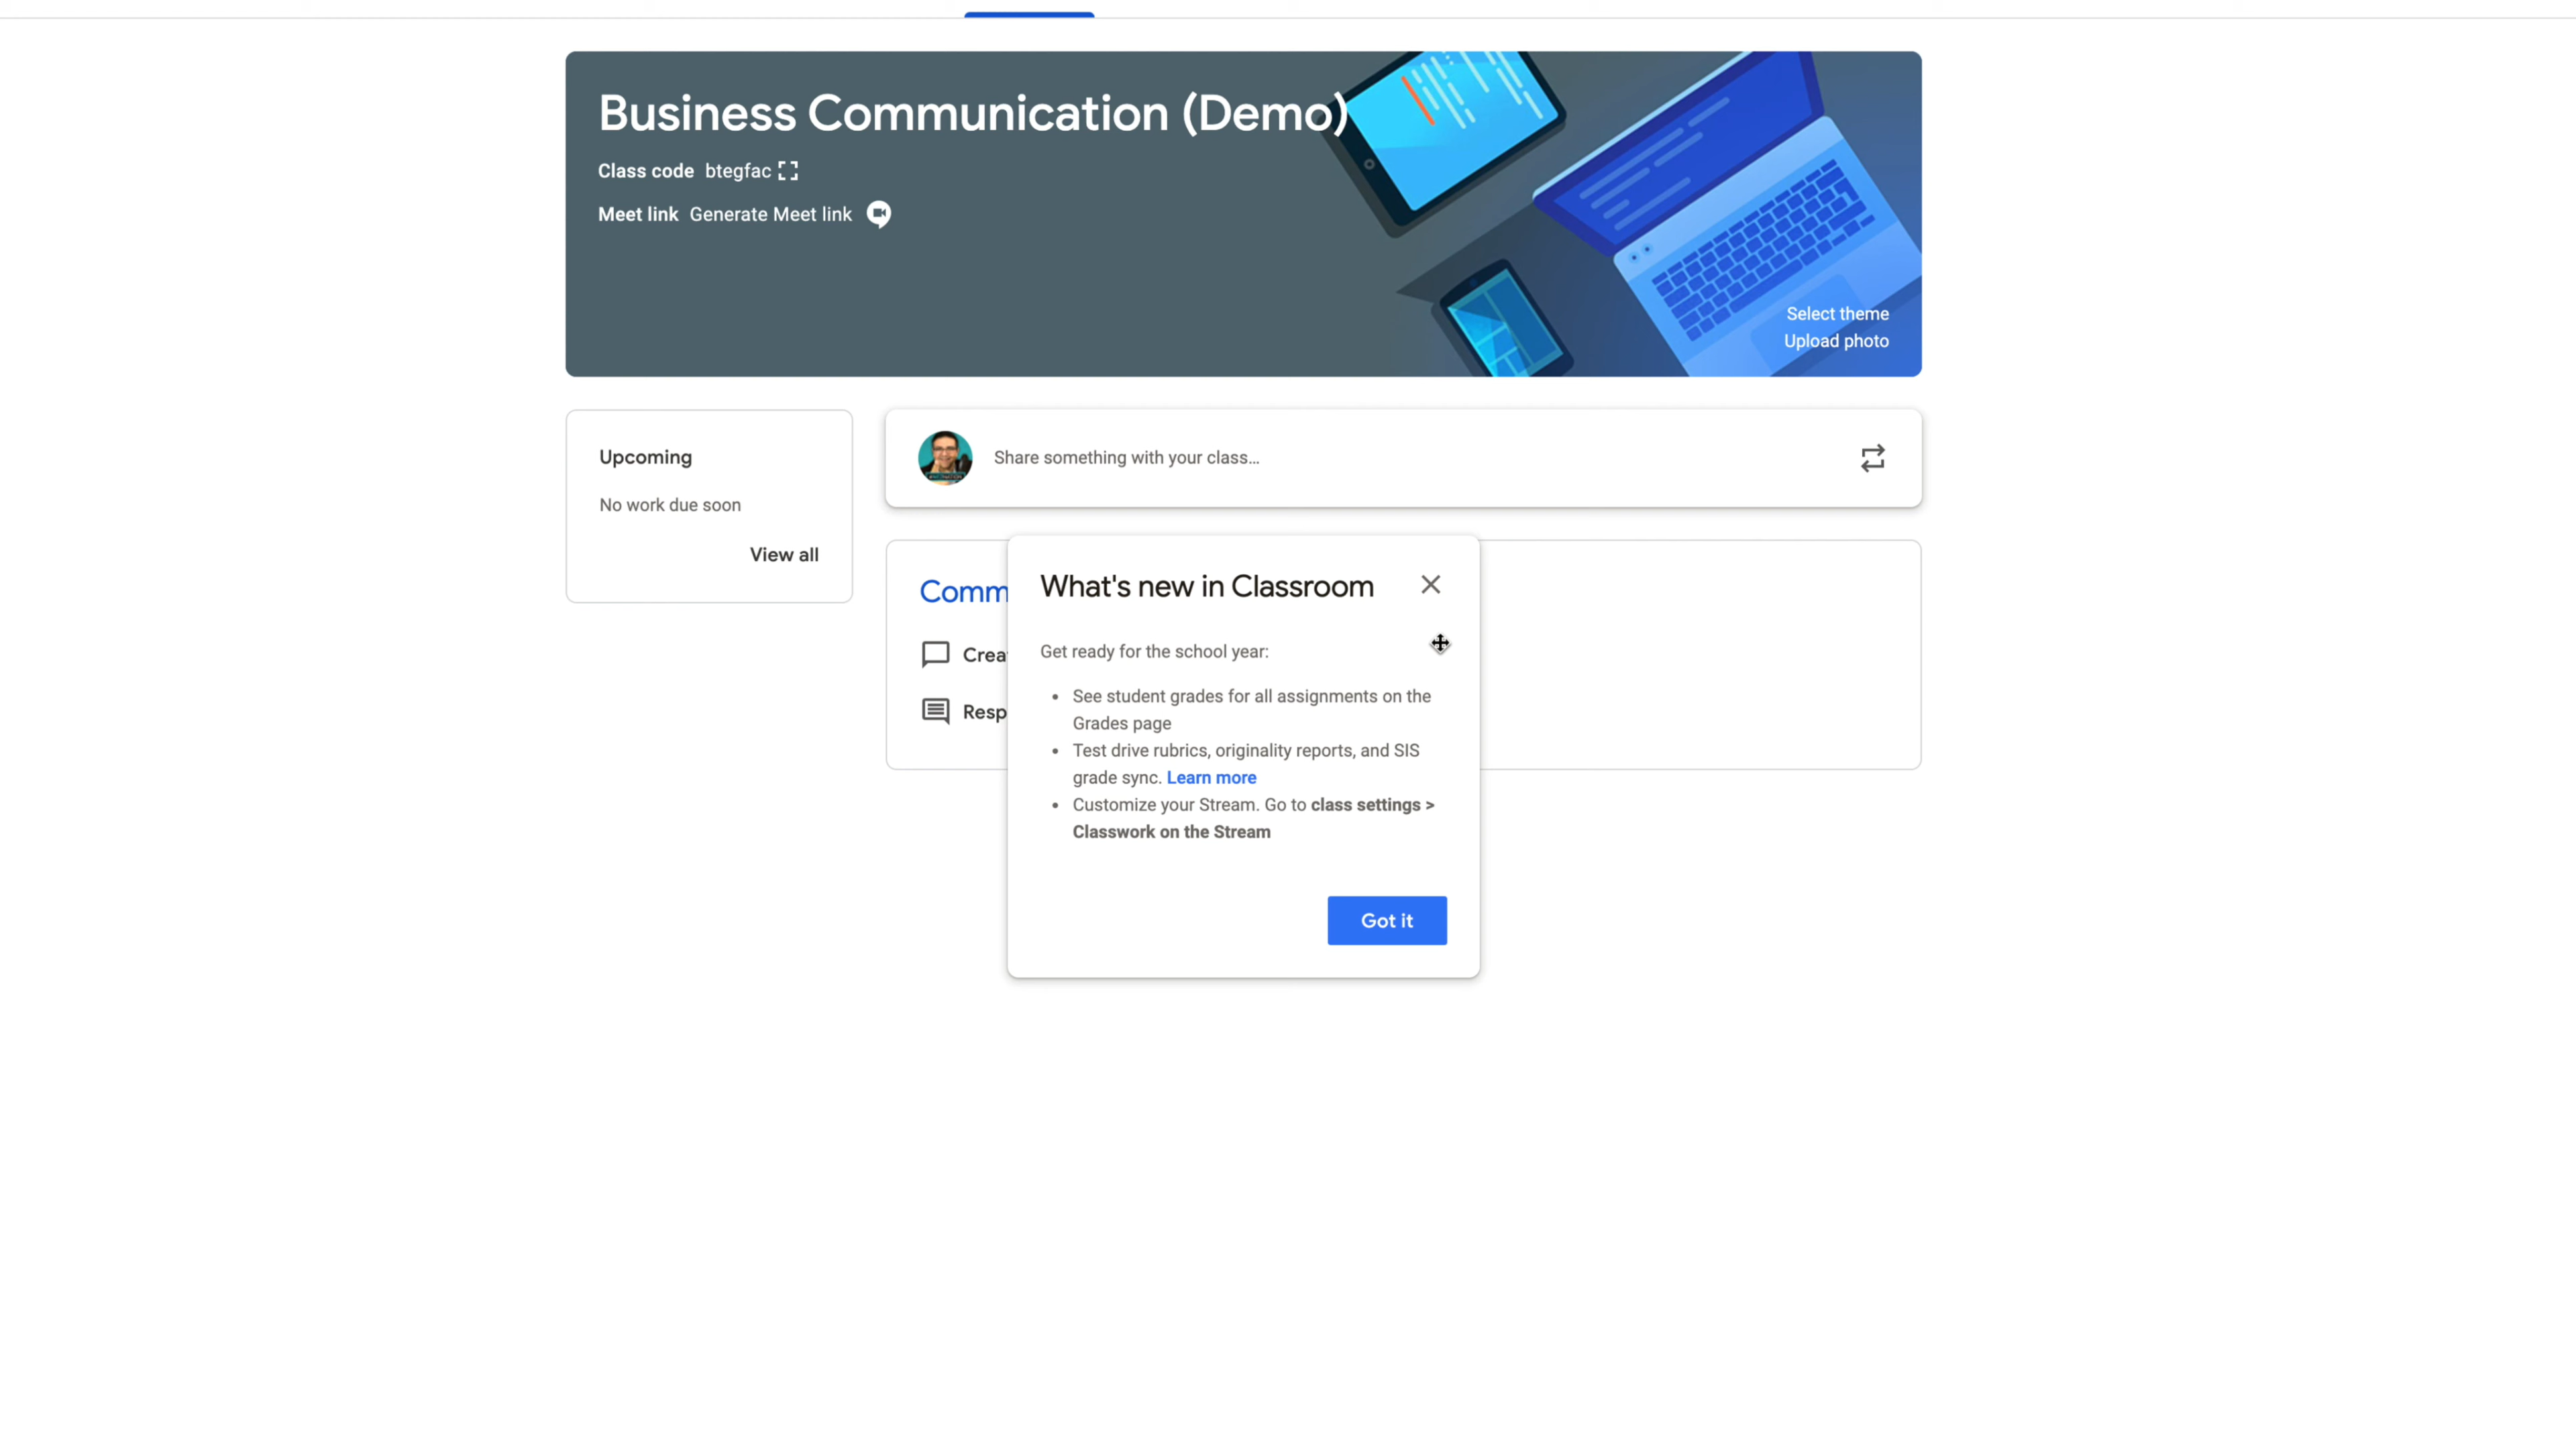 Business Communication (Demo)
Class code btegfac
Meet link Generate Meet link
Select theme
Upload photo
Upcoming
No work due soon
View all
Share something with your class...
Comm
Crea
Resp
What's new in Classroom
Get ready for the school year:
• See student grades for all assignments on the
Grades page
• Test drive rubrics, originality reports, and SIS
grade sync. Learn more
• Customize your Stream. Go to class settings >
Classwork on the Stream
Got it